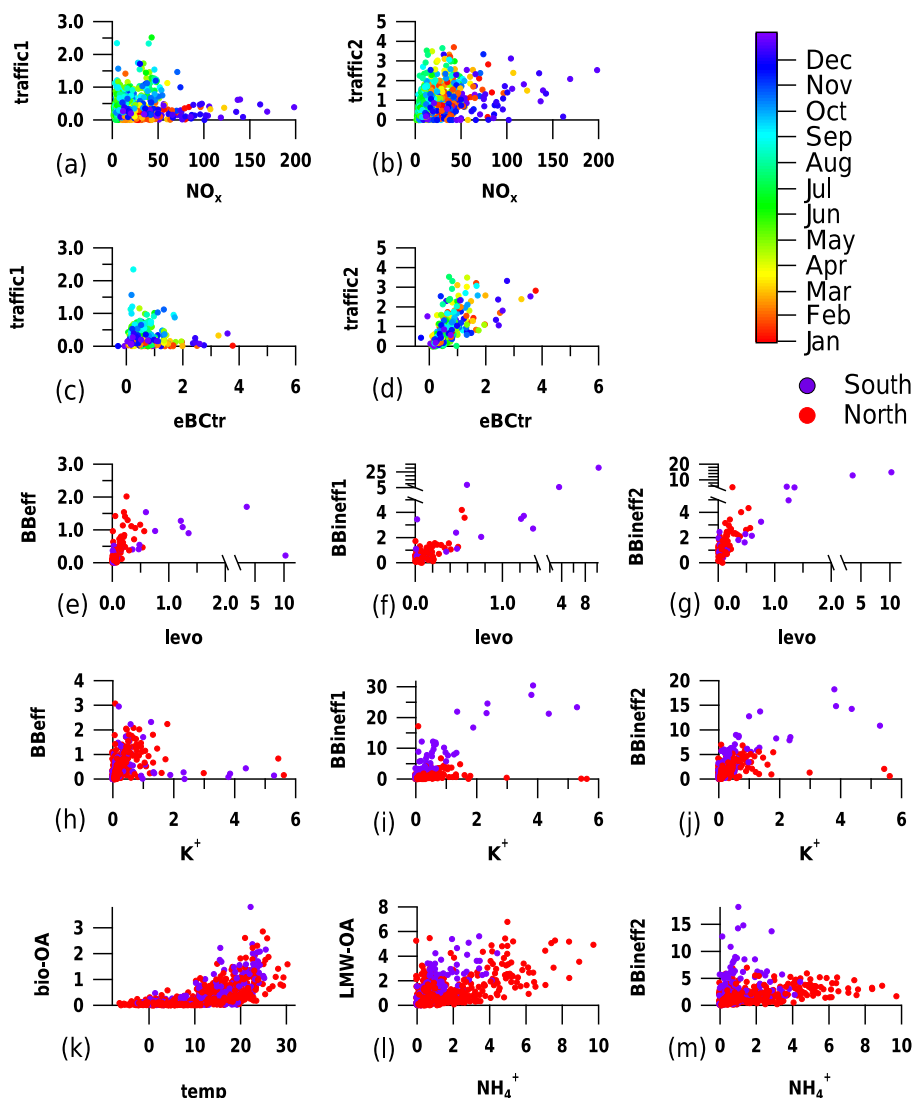 3.0 2.0 1.0 0.0
traffic1
0 50 100 150 200
(a)
NOx
5 4 3 2 1 0
traffic2
0 50 100 150 200
(b)
NOx
Dec
Nov
Oct
Sep
Aug
Jul
Jun
May
Apr
Mar
Feb
Jan
3.0 2.0 1.0 0.0
traffic1
0 2 4 6
(c)
eBCtr
5 4 3 2 1 0
traffic2
0 2 4 6
(d)
eBCtr
South
North
3.0 2.0 1.0 0.0
BBeff
0.0 1.0 2.0 5 10
(e)
levo
25 5 4 2 0
BBineff1
0.0 1.0 4 8
(f)
levo
20 10 4 2 0
BBineff2
0.0 1.0 2.0 5 10
(g)
levo
4 3 2 1 0
BBeff
0 2 4 6
(h)
K+
30 20 10 0
BBineff1
0 2 4 6
(i)
K+
20 15 10 5 0
BBineff2
0 2 4 6
(j)
K+
3 2 1 0
bio-OA
0 10 20 30
(k)
temp
8 6 4 2 0
LMW-OA
0 2 4 6 8 10
(l)
NH4+
15 10 5 0
BBineff2
0 2 4 6 8 10
(m)
NH4+